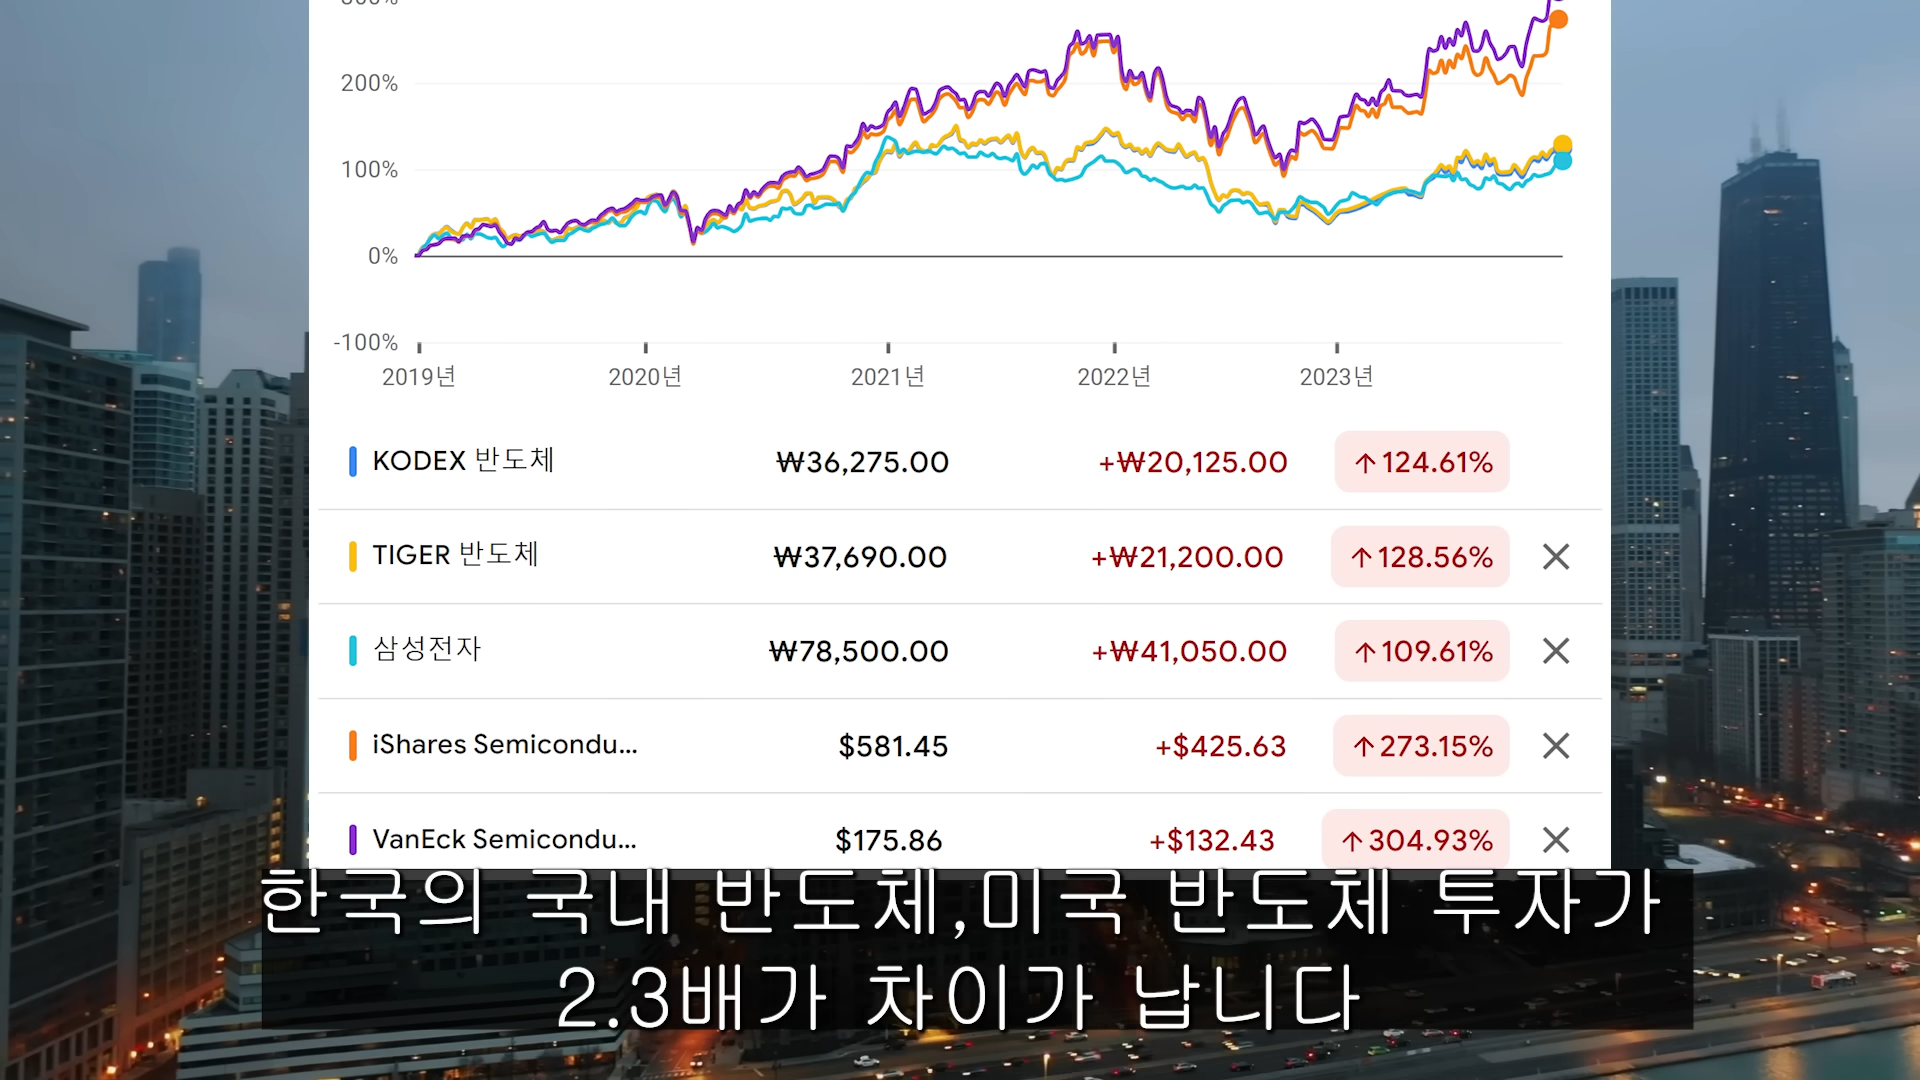 200%
100%
0%
-100%
2019년 2020년 2021년 2022년 2023년
KODEX 반도체 ₩36,275.00 +₩20,125.00 ↑124.61%
TIGER 반도체 ₩37,690.00 +₩21,200.00 ↑128.56%
삼성전자 ₩78,500.00 +₩41,050.00 ↑109.61%
iShares Semicondu... $581.45 +$425.63 ↑273.15%
VanEck Semicondu... $175.86 +$132.43 ↑304.93%
한국의 국내 반도체,미국 반도체 투자가
2.3배가 차이가 납니다